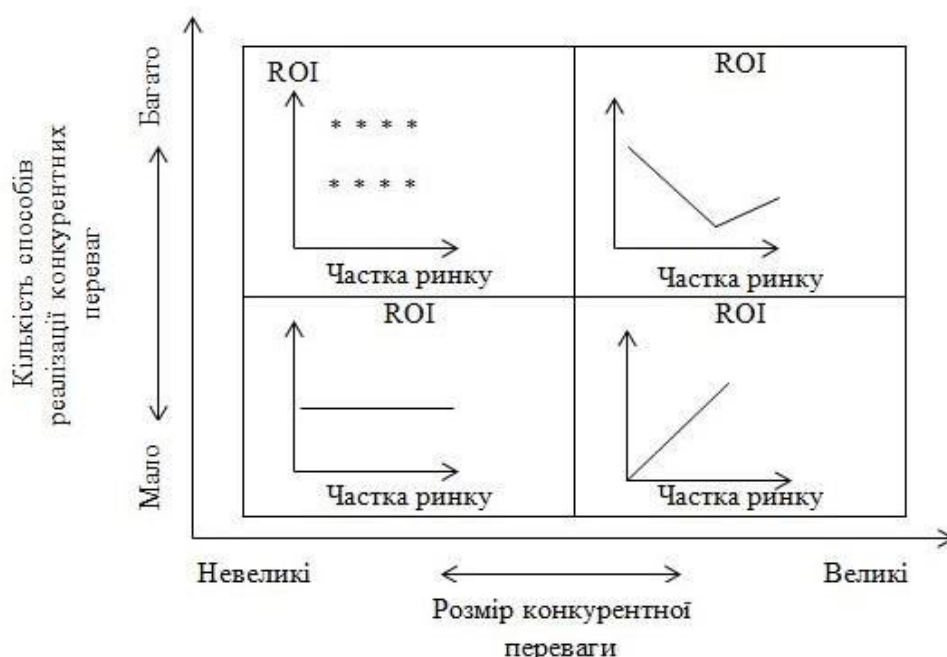 Кількість способів
реалізації конкурентних
переваг
Багато
Мало
ROI
* * * *
* * * *
Частка ринку
ROI
Частка ринку
ROI
Частка ринку
ROI
Частка ринку
Невеликі
Великі
Розмір конкурентної
переваги